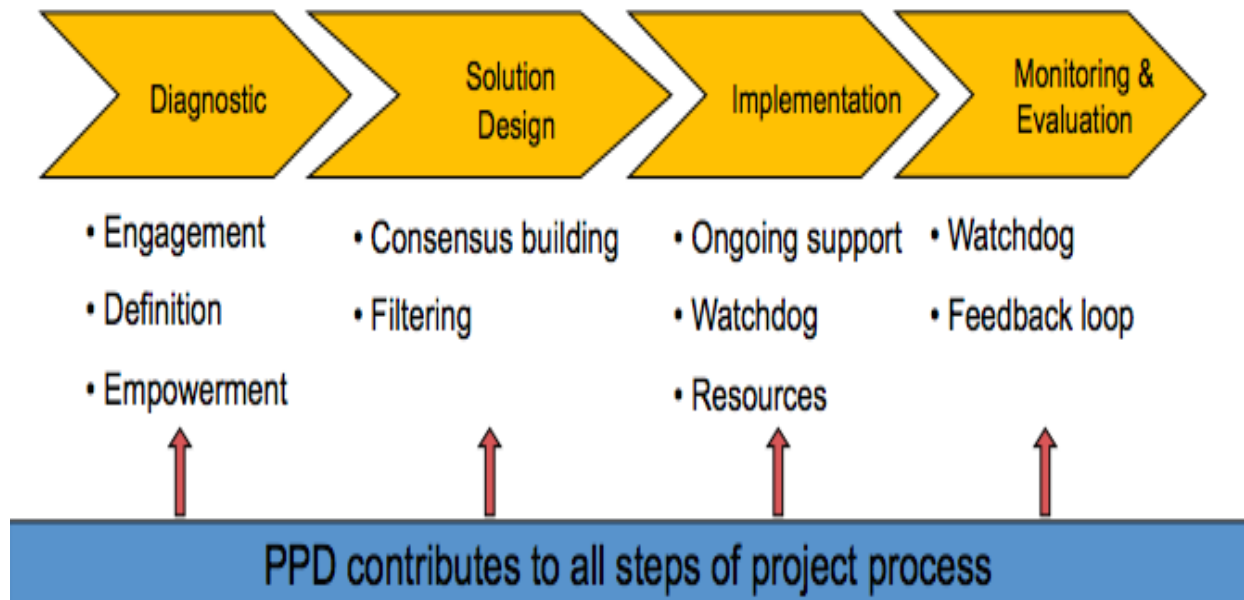 Diagnostic
Solution
Design
Implementation
Monitoring &
Evaluation
• Engagement
• Definition
• Empowerment
• Consensus building
• Filtering
• Ongoing support
• Watchdog
• Resources
• Watchdog
• Feedback loop
PPD contributes to all steps of project process